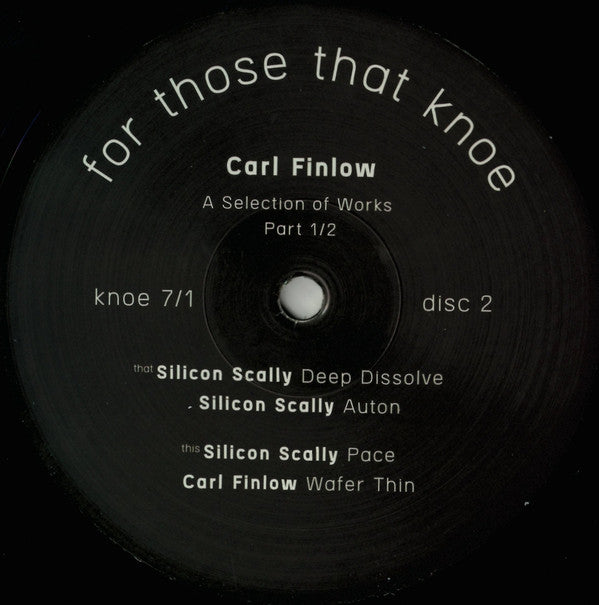 for those that knoe
Carl Finlow
A Selection of Works
Part 1/2
knoe 7/1
disc 2
that Silicon Scally Deep Dissolve
Silicon Scally Auton
this Silicon Scally Pace
Carl Finlow Wafer Thin